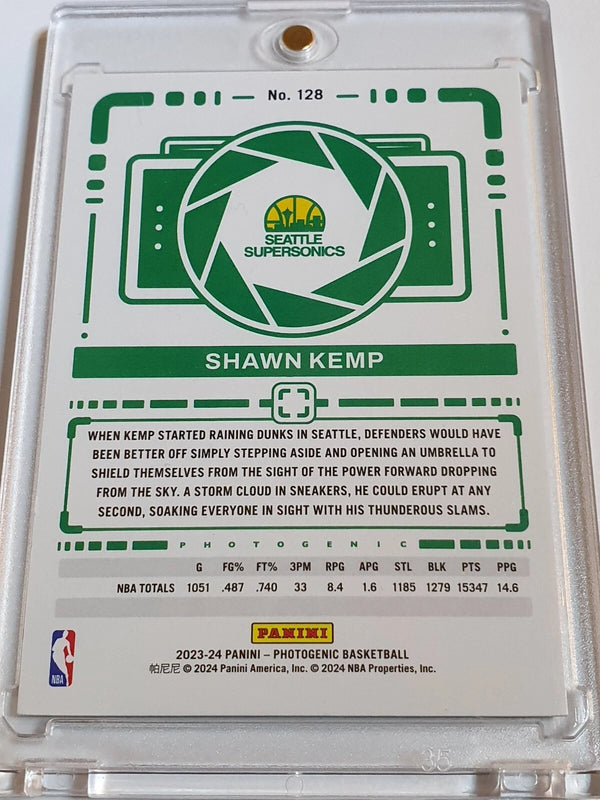 No. 128
SEATTLE
SUPERSONICS
SHAWN KEMP
WHEN KEMP STARTED RAINING DUNKS IN SEATTLE, DEFENDERS WOULD HAVE
BEEN BETTER OFF SIMPLY STEPPING ASIDE AND OPENING AN UMBRELLA TO
SHIELD THEMSELVES FROM THE SIGHT OF THE POWER FORWARD DROPPING
FROM THE SKY. A STORM CLOUD IN SNEAKERS, HE COULD ERUPT AT ANY
SECOND, SOAKING EVERYONE IN SIGHT WITH HIS THUNDEROUS SLAMS.
PHOTOGENIC
G FG% FT% 3PM RPG APG STL BLK PTS PPG
NBA TOTALS 1051 .487 .740 33 8.4 1.6 1185 1279 15347 14.6
PANINI
2023-24 PANINI – PHOTOGENIC BASKETBALL
帕尼尼 © 2024 Panini America, Inc. © 2024 NBA Properties, Inc.
NBA